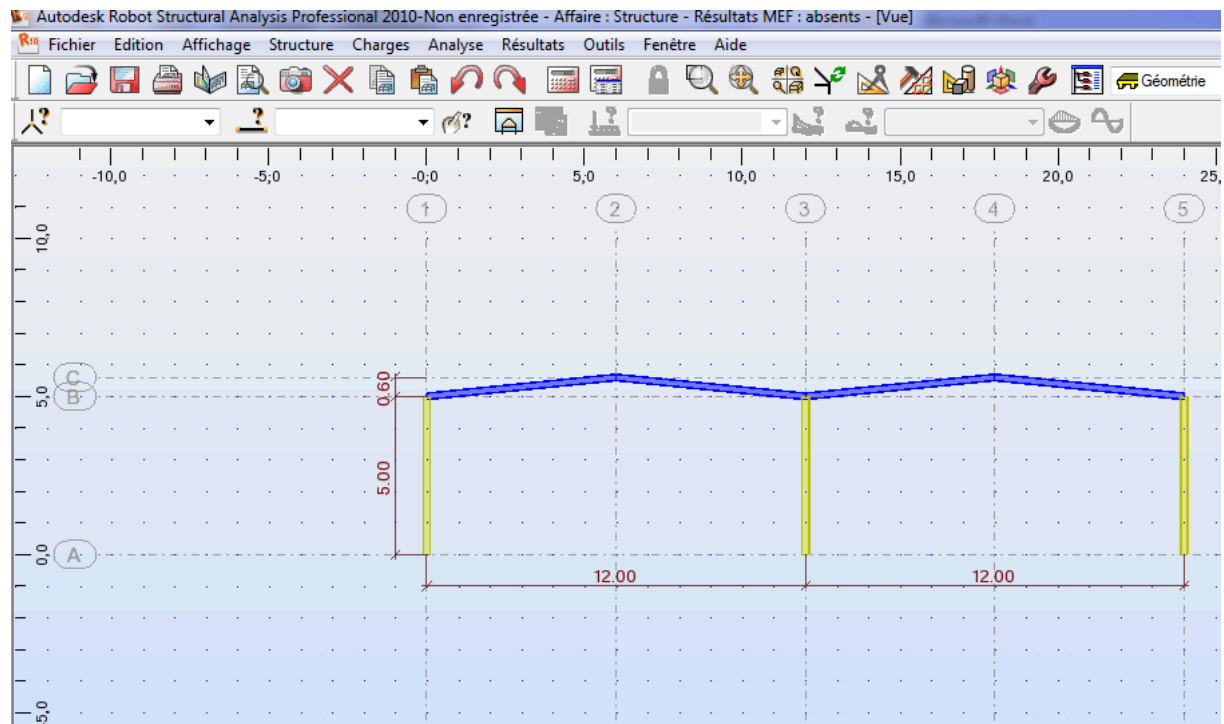 Autodesk Robot Structural Analysis Professional 2010-Non enregistrée - Affaire : Structure - Résultats MEF : absents - [Vue]
R10 Fichier Edition Affichage Structure Charges Analyse Résultats Outils Fenêtre Aide
Géométrie
-10,0 -5;0 -0;0 5;0 10,0 15,0 20,0 25,
1 2 3 4 5
10,0
C
0.60
5,0
B
5.00
0,0
A
12.00 12.00
-5,0